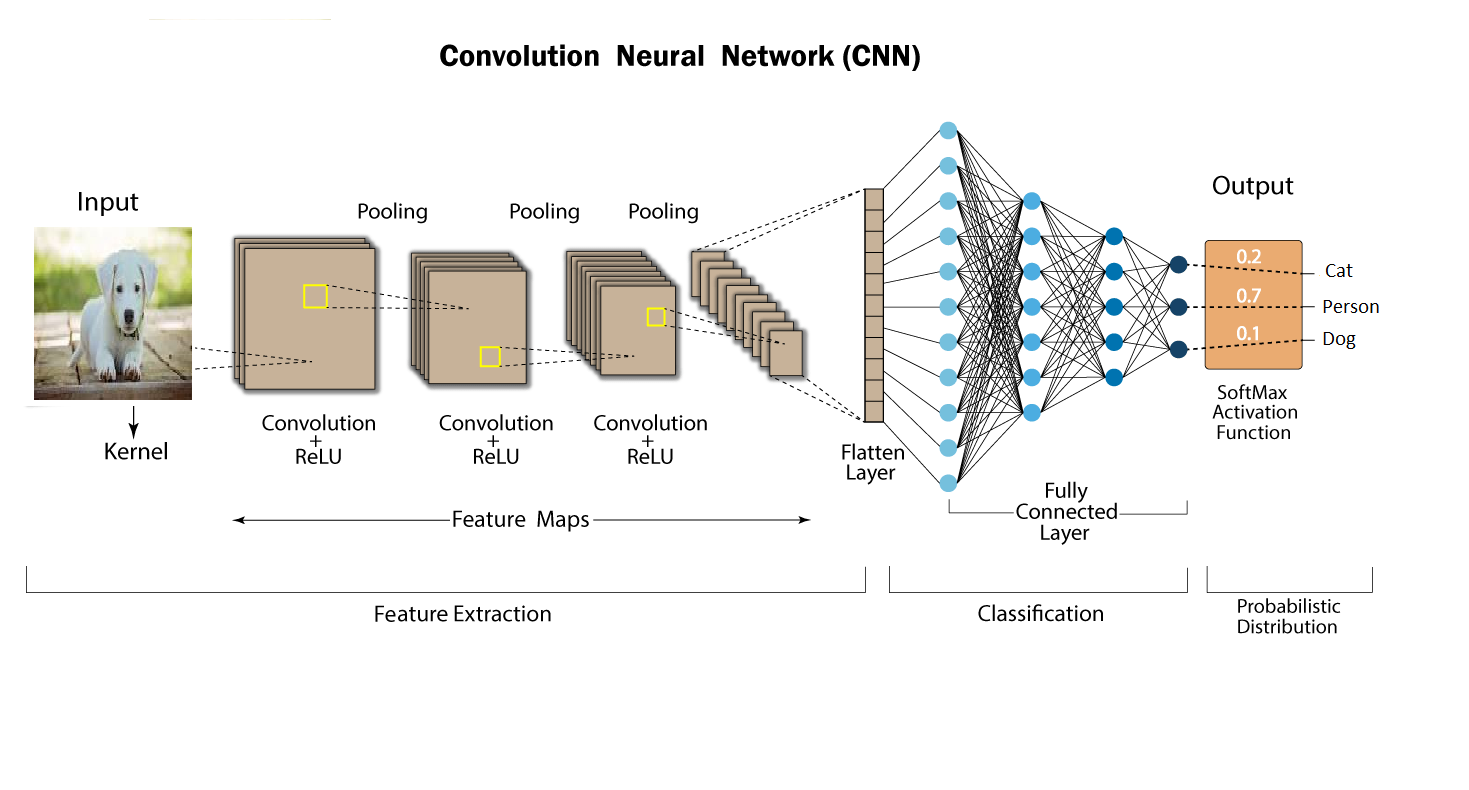 Convolution Neural Network (CNN)
Input
Kernel
Pooling
Pooling
Pooling
Convolution
+
ReLU
Convolution
+
ReLU
Convolution
+
ReLU
Feature Maps
Flatten
Layer
Fully
Connected
Layer
Output
0.2
Cat
0.7
Person
0.1
Dog
SoftMax
Activation
Function
Feature Extraction
Classification
Probabilistic
Distribution